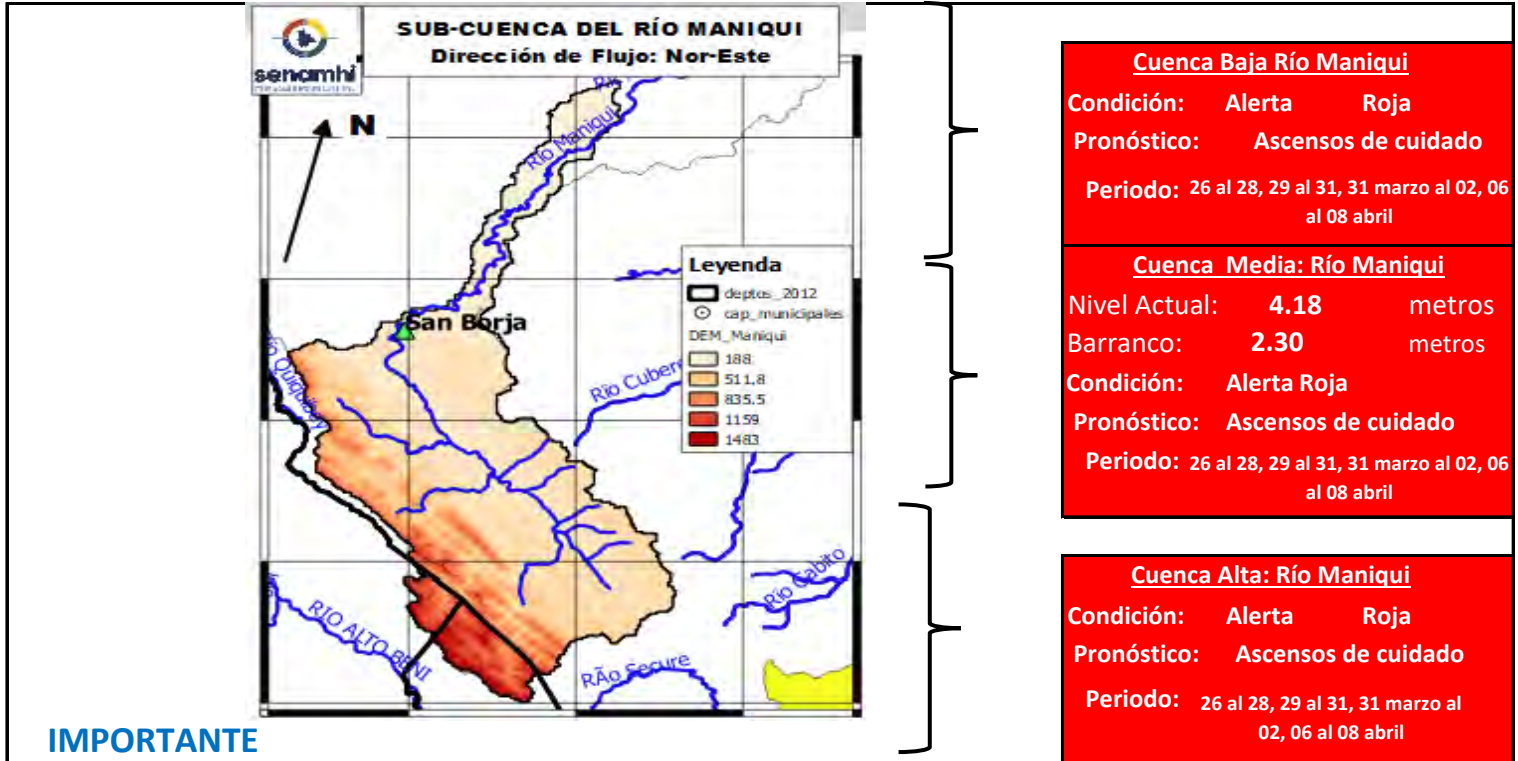 SUB-CUENCA DEL RÍO MANIQUI
Dirección de Flujo: Nor-Este
senamhi
N
Río Maniqui
San Borja
Río Quiquibey
Río Cubere
RIO ALTO BENI
RÃo Secure
Río Cabito
Leyenda
deptos_2012
cap_municipales
DEM_Maniqui
188
511.8
835.5
1159
1483
Cuenca Baja Río Maniqui
Condición: Alerta Roja
Pronóstico: Ascensos de cuidado
Periodo: 26 al 28, 29 al 31, 31 marzo al 02, 06
al 08 abril
Cuenca Media: Río Maniqui
Nivel Actual: 4.18 metros
Barranco: 2.30 metros
Condición: Alerta Roja
Pronóstico: Ascensos de cuidado
Periodo: 26 al 28, 29 al 31, 31 marzo al 02, 06
al 08 abril
Cuenca Alta: Río Maniqui
Condición: Alerta Roja
Pronóstico: Ascensos de cuidado
Periodo: 26 al 28, 29 al 31, 31 marzo al
02, 06 al 08 abril
IMPORTANTE